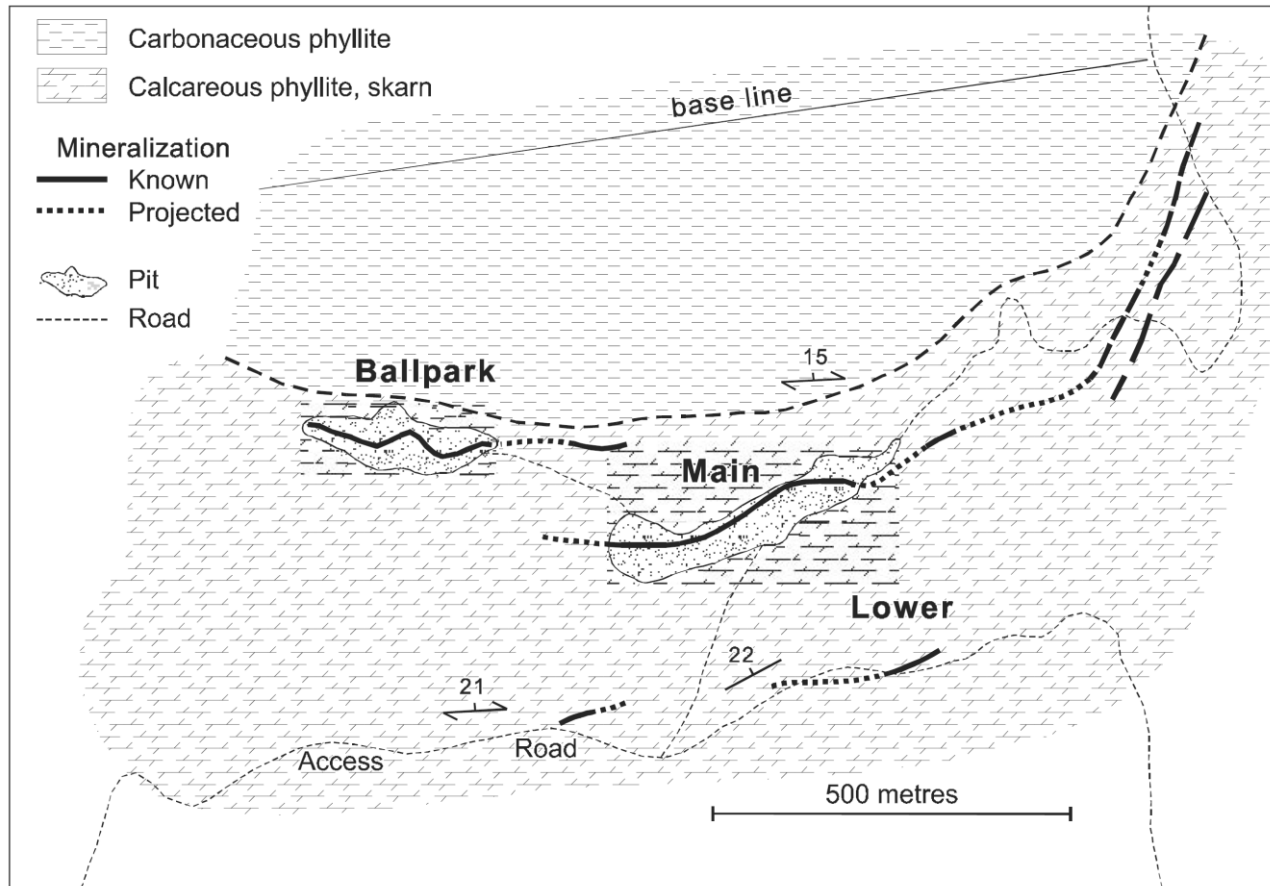 Carbonaceous phyllite
Calcareous phyllite, skarn
base line
Mineralization
Known
Projected
Pit
Road
15
Ballpark
Main
Lower
22
21
Road
Access
500 metres